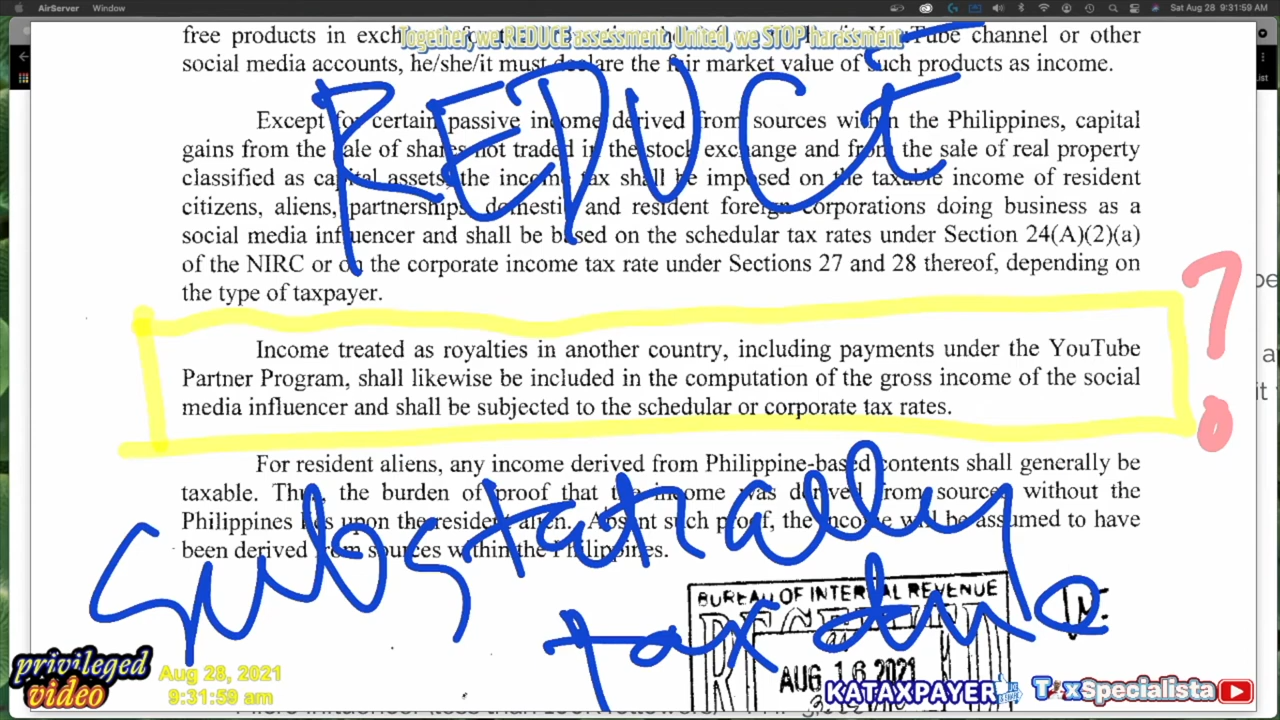 AirServer Window
Sat Aug 28 9:31:59 AM
Together, we REDUCE assessment. United, we STOP harassment
free products in Tube channel or other
social media accounts, he/she/it must declare the fair market value of such products as income.
REDUCE
Except for certain passive income derived from sources within the Philippines, capital
gains from the sale of shares not traded in the stock exchange and from the sale of real property
classified as capital assets, the income tax shall be imposed on the taxable income of resident
citizens, aliens, partnerships, domestic and resident foreign corporations doing business as a
social media influencer and shall be based on the schedular tax rates under Section 24(A)(2)(a)
of the NIRC or on the corporate income tax rate under Sections 27 and 28 thereof, depending on
the type of taxpayer.
?
Income treated as royalties in another country, including payments under the YouTube
Partner Program, shall likewise be included in the computation of the gross income of the social
media influencer and shall be subjected to the schedular or corporate tax rates.
For resident aliens, any income derived from Philippine-based contents shall generally be
taxable. Thus, the burden of proof that the income was derived from sources without the
Philippines lies upon the resident alien. Absent such proof, the income will be assumed to have
been derived from sources within the Philippines.
tax due
BUREAU OF INTERNAL REVENUE
AUG 16 2021
privileged
video
Aug 28, 2021
9:31:59 am
KATAXPAYER
TaxSpecialista